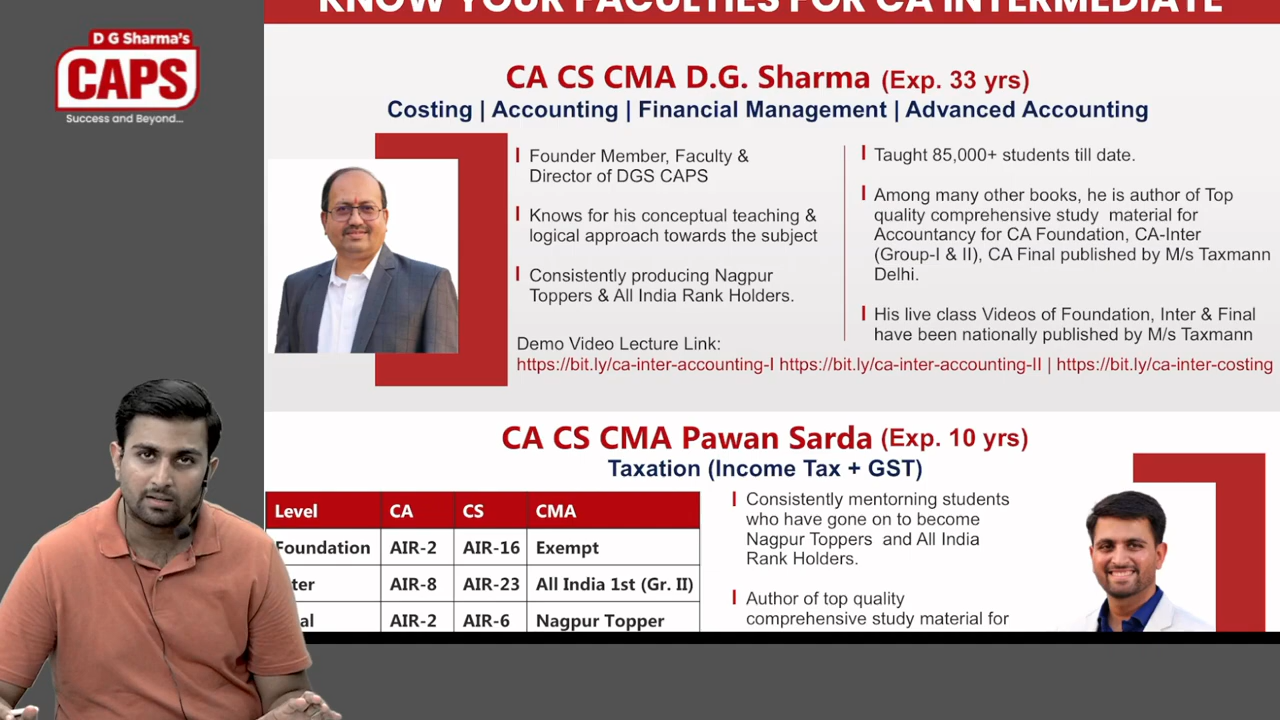 KNOW YOUR FACULTIES FOR CA INTERMEDIATE
D G Sharma's
CAPS
Success and Beyond...
CA CS CMA D.G. Sharma (Exp. 33 yrs)
Costing | Accounting | Financial Management | Advanced Accounting
Founder Member, Faculty &
Director of DGS CAPS
Knows for his conceptual teaching &
logical approach towards the subject
Consistently producing Nagpur
Toppers & All India Rank Holders.
Taught 85,000+ students till date.
Among many other books, he is author of Top
quality comprehensive study material for
Accountancy for CA Foundation, CA-Inter
(Group-I & II), CA Final published by M/s Taxmann
Delhi.
His live class Videos of Foundation, Inter & Final
have been nationally published by M/s Taxmann
Demo Video Lecture Link:
https://bit.ly/ca-inter-accounting-I https://bit.ly/ca-inter-accounting-II | https://bit.ly/ca-inter-costing
CA CS CMA Pawan Sarda (Exp. 10 yrs)
Taxation (Income Tax + GST)
Level CA CS CMA
Foundation AIR-2 AIR-16 Exempt
ter AIR-8 AIR-23 All India 1st (Gr. II)
al AIR-2 AIR-6 Nagpur Topper
Consistently mentorning students
who have gone on to become
Nagpur Toppers and All India
Rank Holders.
Author of top quality
comprehensive study material for